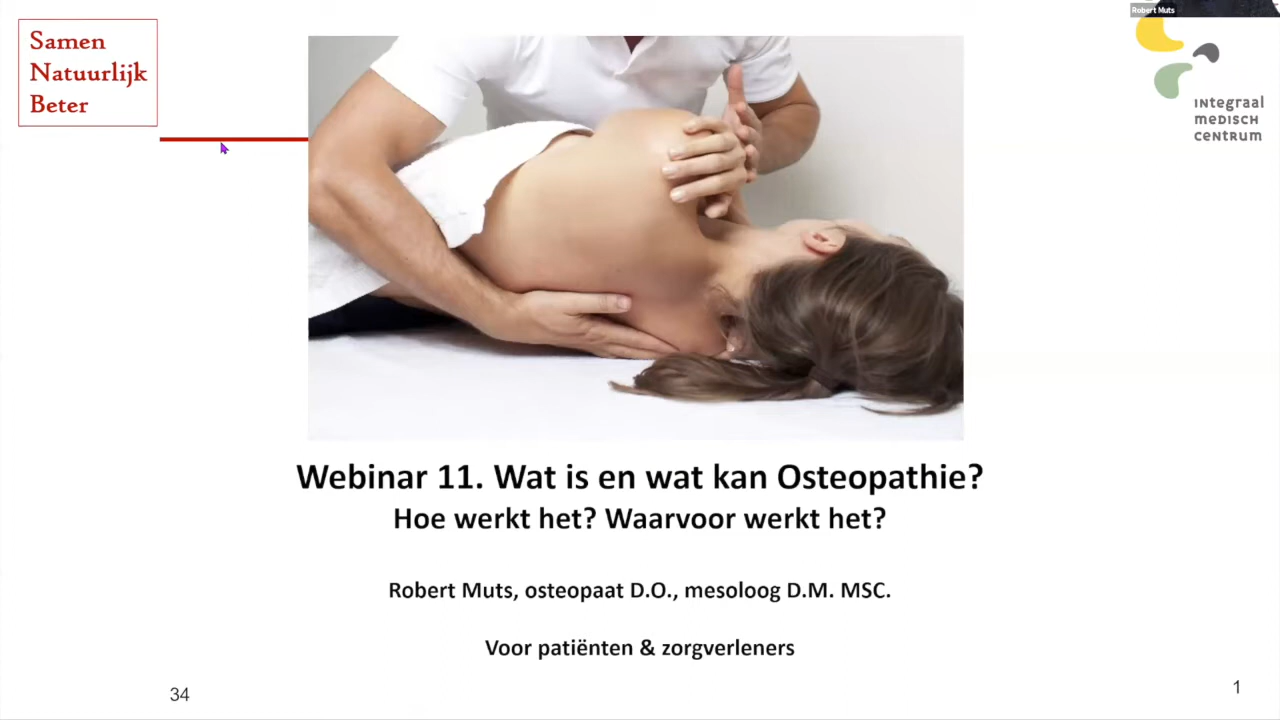 Robert Muts
Samen
Natuurlijk
Beter
INTegraal
MeDISCH
CenTRUM
Webinar 11. Wat is en wat kan Osteopathie?
Hoe werkt het? Waarvoor werkt het?
Robert Muts, osteopaat D.O., mesoloog D.M. MSC.
Voor patiënten & zorgverleners
34
1